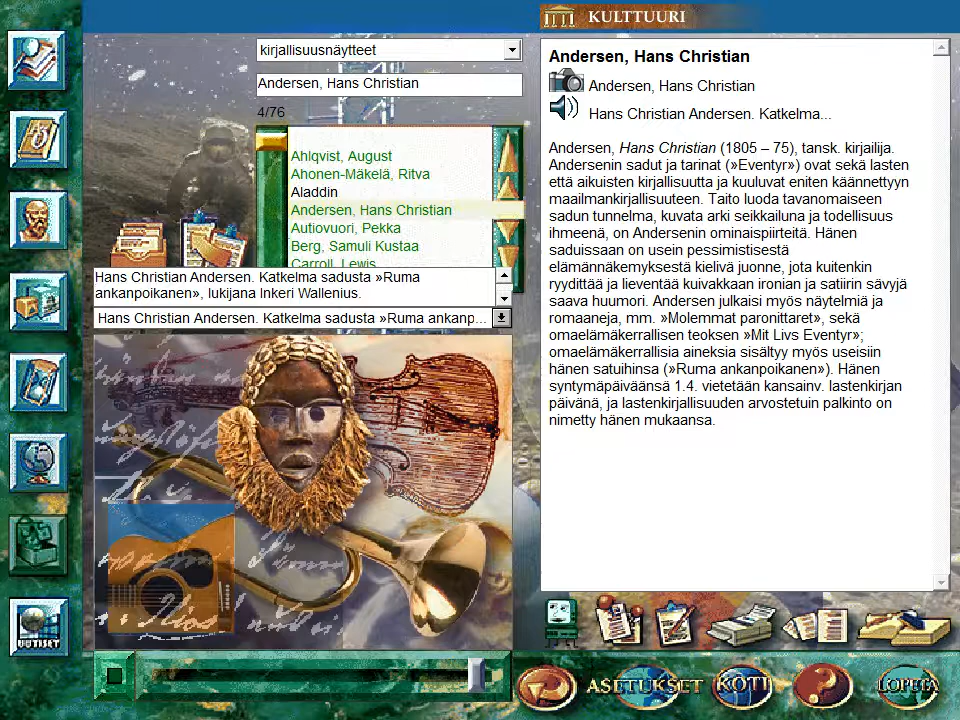 KULTTUURI
kirjallisuusnäytteet
Andersen, Hans Christian
4/76
Ahlqvist, August
Ahonen-Mäkelä, Ritva
Aladdin
Andersen, Hans Christian
Autiovuori, Pekka
Berg, Samuli Kustaa
Carroll, Lewis
Hans Christian Andersen. Katkelma sadusta »Ruma
ankanpoikanen», lukijana Inkeri Wallenius.
Hans Christian Andersen. Katkelma sadusta »Ruma ankanp...
Andersen, Hans Christian
Andersen, Hans Christian
Hans Christian Andersen. Katkelma...
Andersen, Hans Christian (1805 – 75), tansk. kirjailija.
Andersenin sadut ja tarinat (»Eventyr») ovat sekä lasten
että aikuisten kirjallisuutta ja kuuluvat eniten käännettyyn
maailmankirjallisuuteen. Taito luoda tavanomaiseen
sadun tunnelma, kuvata arki seikkailuna ja todellisuus
ihmeenä, on Andersenin ominaispiirteitä. Hänen
saduissaan on usein pessimistisestä
elämännäkemyksestä kielivä juonne, jota kuitenkin
ryydittää ja lieventää kuivakkaan ironian ja satiirin sävyjä
saava huumori. Andersen julkaisi myös näytelmiä ja
romaaneja, mm. »Molemmat paronittaret», sekä
omaelämäkerrallisen teoksen »Mit Livs Eventyr»;
omaelämäkerrallisia aineksia sisältyy myös useisiin
hänen satuihinsa (»Ruma ankanpoikanen»). Hänen
syntymäpäiväänsä 1.4. vietetään kansainv. lastenkirjan
päivänä, ja lastenkirjallisuuden arvostetuin palkinto on
nimetty hänen mukaansa.
UUTISET
ASETUKSET
KOTI
LOPETA